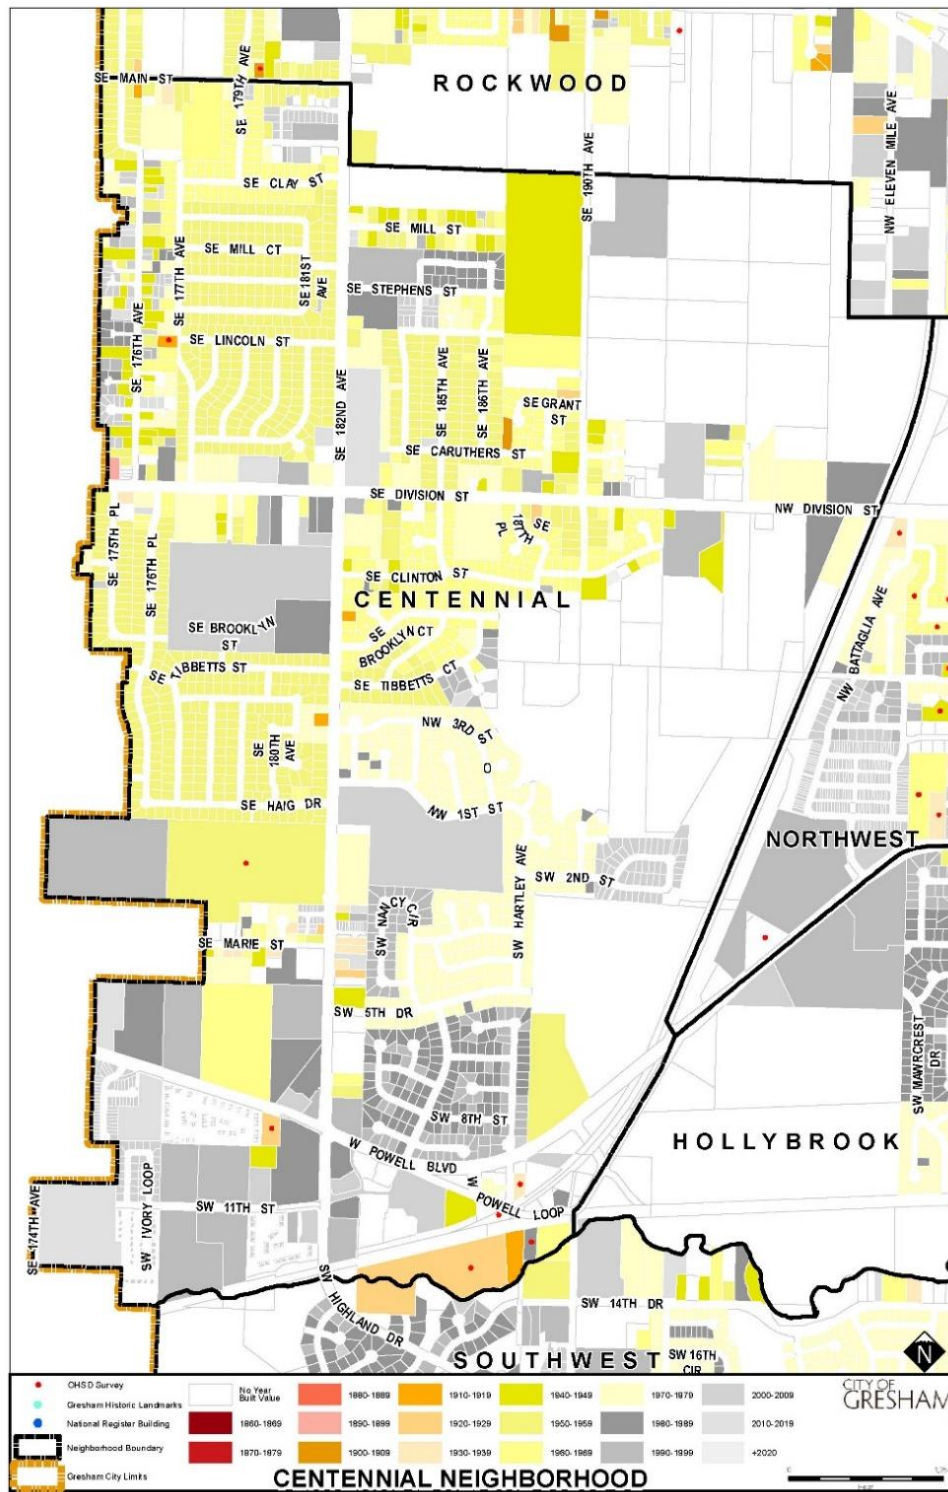 ROCKWOOD
SE MAIN ST
SE 179TH AVE
SE 190TH AVE
NW ELEVEN MILE AVE
SE CLAY ST
SE MILL ST
SE MILL CT
SE 177TH AVE
SE 181ST AVE
SE STEPHENS ST
SE 176TH AVE
SE LINCOLN ST
SE 182ND AVE
SE 185TH AVE
SE 186TH AVE
SE GRANT ST
SE CARUTHERS ST
SE DIVISION ST
NW DIVISION ST
SE 187TH PL
SE 175TH PL
SE 176TH PL
SE CLINTON ST
CENTENNIAL
SE BROOKLYN ST
SE BROOKLYN CT
NW BATTAGLIA AVE
SE TIBBETTS ST
SE TIBBETTS CT
NW 3RD ST
SE 180TH AVE
SE HAIG DR
NW 1ST ST
NORTHWEST
SW HARTLEY AVE
SW 2ND ST
SW NANCY CIR
SE MARIE ST
SW 5TH DR
SW MAWRCREST DR
SW 8TH ST
HOLLYBROOK
W POWELL BLVD
W POWELL LOOP
SW IVORY LOOP
SW 11TH ST
SE 174TH AVE
SW HIGHLAND DR
SW 14TH DR
SW 16TH CIR
SOUTHWEST
N
OHSD Survey
Gresham Historic Landmarks
National Register Building
Neighborhood Boundary
Gresham City Limits
No Year Built Value
1860-1869
1870-1879
1880-1889
1890-1899
1900-1909
1910-1919
1920-1929
1930-1939
1940-1949
1950-1959
1960-1969
1970-1979
1980-1989
1990-1999
2000-2009
2010-2019
+2020
CITY OF
GRESHAM
CENTENNIAL NEIGHBORHOOD